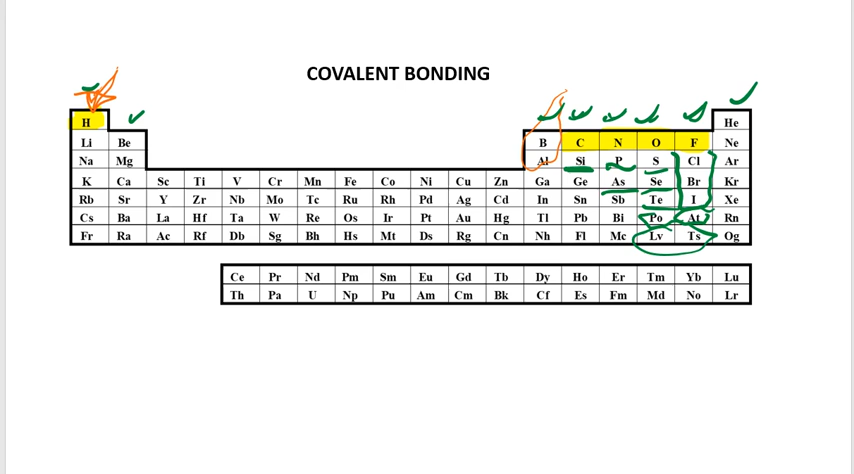 COVALENT BONDING
H He
Li Be B C N O F Ne
Na Mg Al Si P S Cl Ar
K Ca Sc Ti V Cr Mn Fe Co Ni Cu Zn Ga Ge As Se Br Kr
Rb Sr Y Zr Nb Mo Tc Ru Rh Pd Ag Cd In Sn Sb Te I Xe
Cs Ba La Hf Ta W Re Os Ir Pt Au Hg Tl Pb Bi Po At Rn
Fr Ra Ac Rf Db Sg Bh Hs Mt Ds Rg Cn Nh Fl Mc Lv Ts Og
Ce Pr Nd Pm Sm Eu Gd Tb Dy Ho Er Tm Yb Lu
Th Pa U Np Pu Am Cm Bk Cf Es Fm Md No Lr